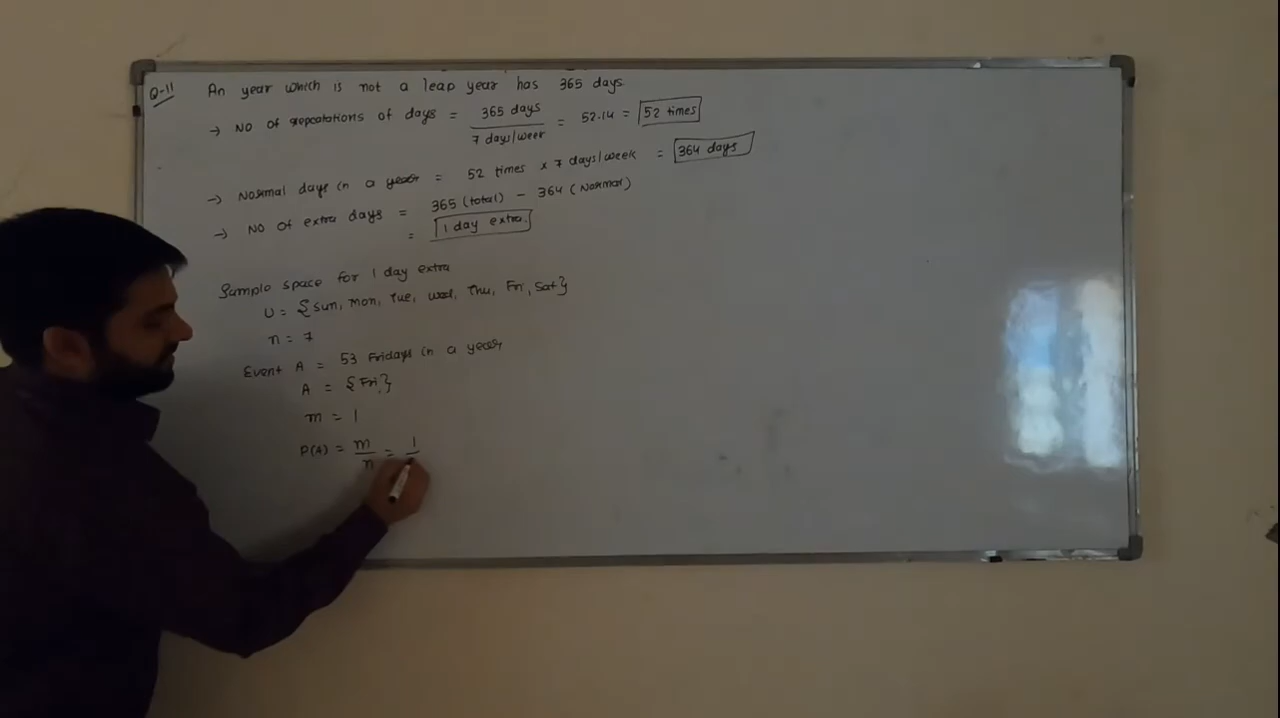 Q-11 An year which is not a leap year has 365 days
→ No of repeatations of days = 365 days / 7 days/week = 52.14 = 52 times
→ Normal days in a year = 52 times x 7 days/week = 364 days
→ No of extra days = 365 (total) - 364 (Normal)
= 1 day extra.
Sample space for 1 day extra
U = {Sun, Mon, Tue, Wed, Thu, Fri, Sat}
n = 7
Event A = 53 Fridays in a year
A = {Fri}
m = 1
P(A) = m/n = 1